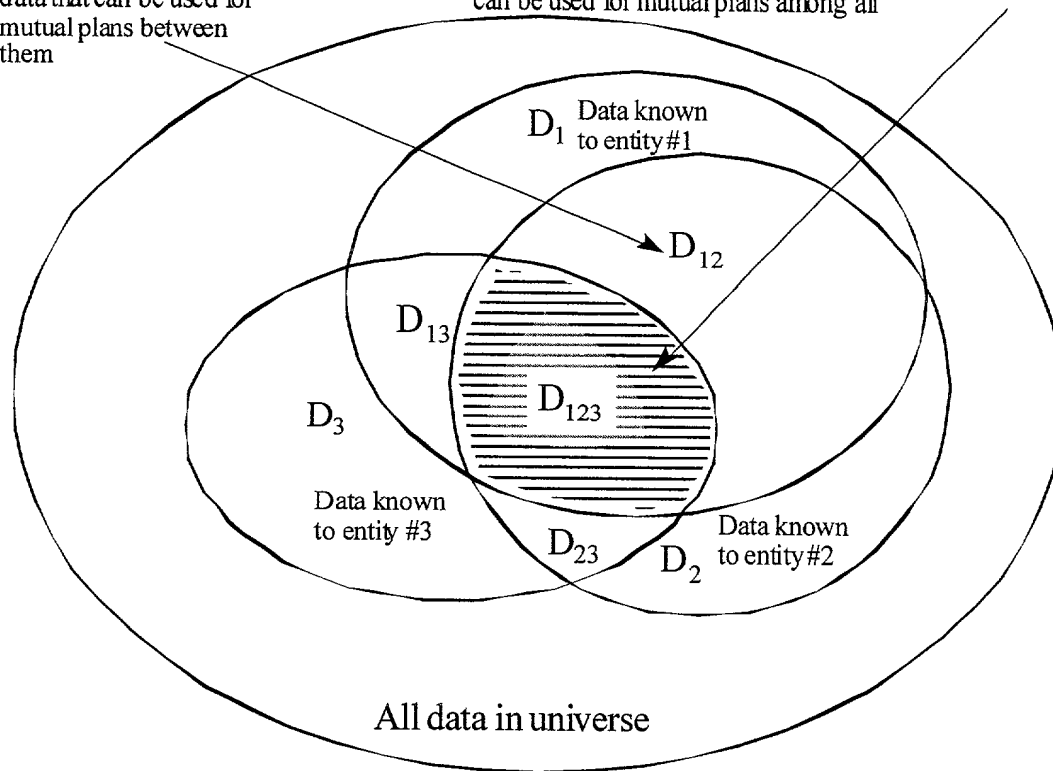 data that can be used for
mutual plans between
them
can be used for mutual plans among all
D1 Data known
to entity #1
D12
D13
D123
D3
Data known
to entity #3
D23
D2
Data known
to entity #2
All data in universe